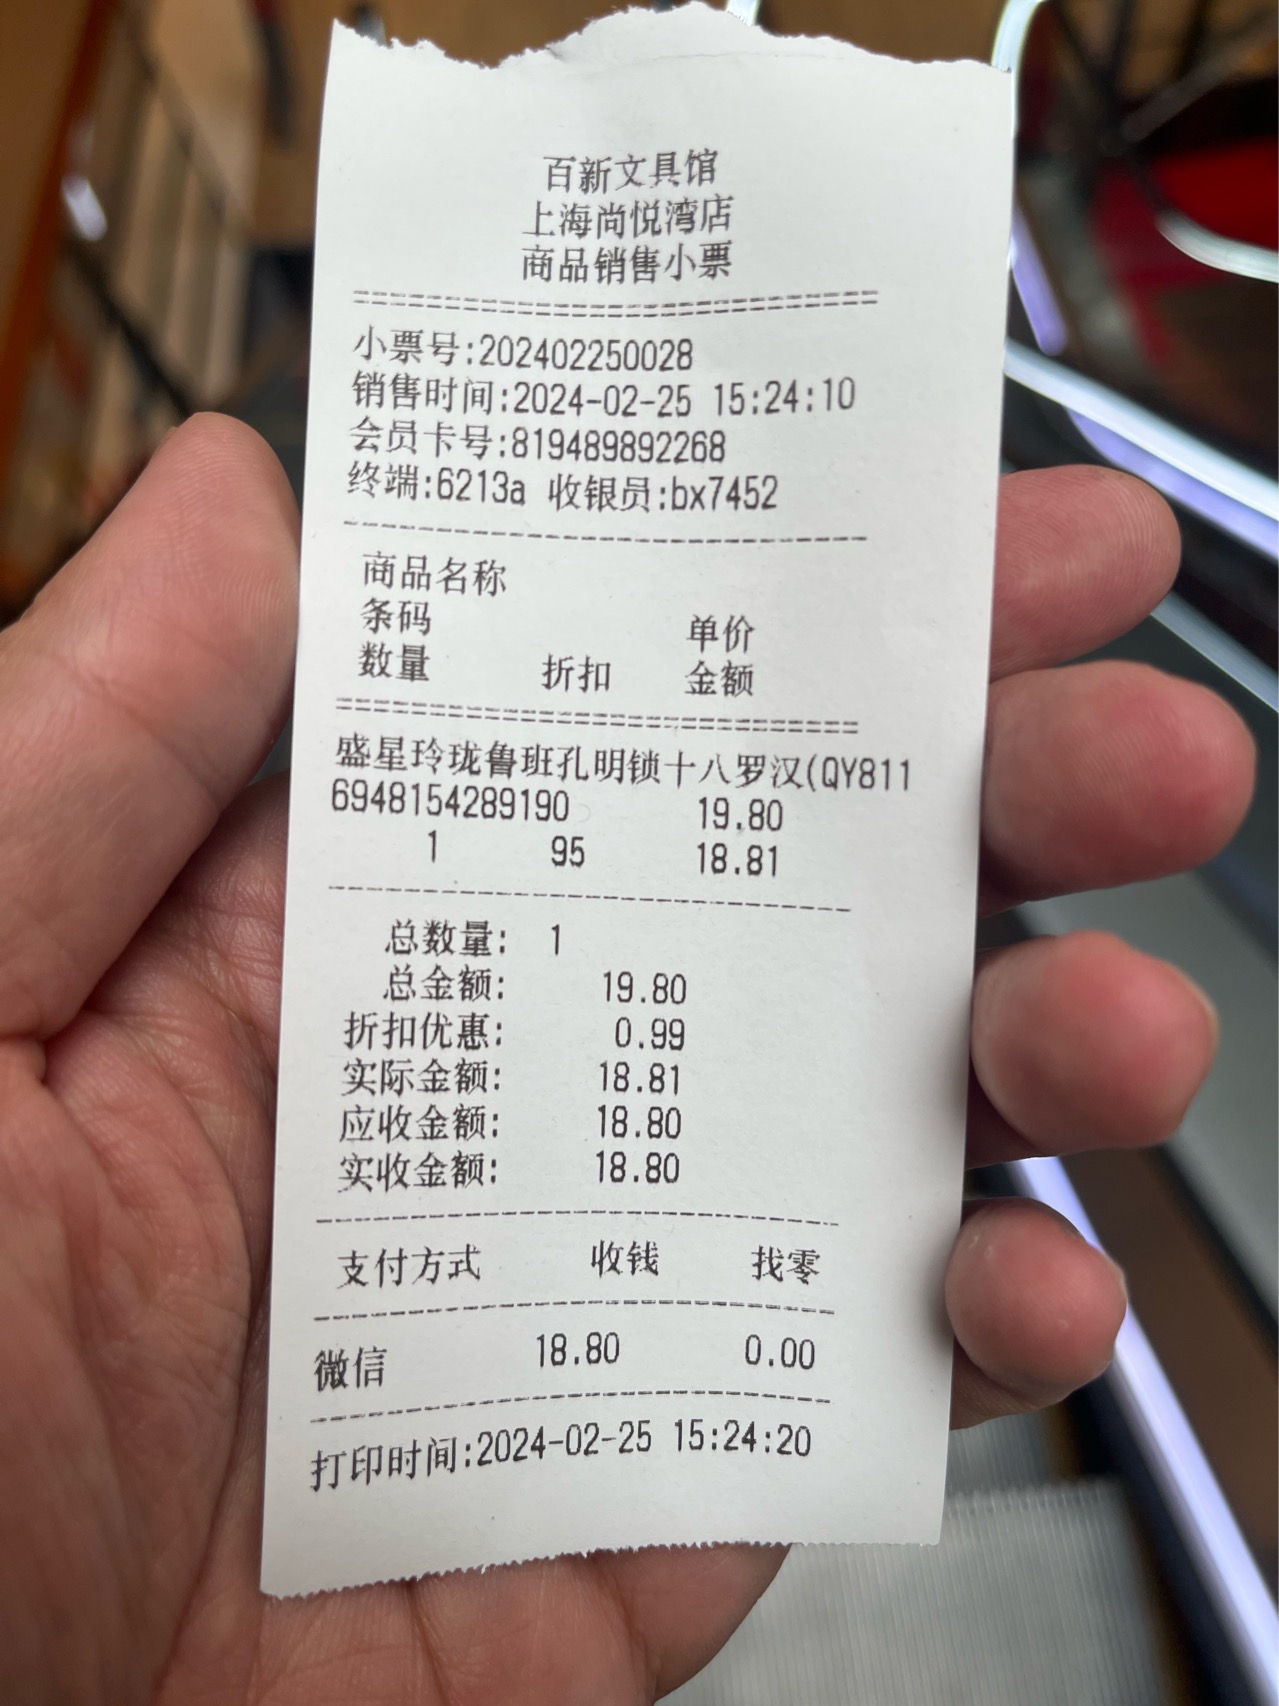 百新文具馆
上海尚悦湾店
商品销售小票
小票号:202402250028
销售时间:2024-02-25 15:24:10
会员卡号:819489892268
终端:6213a 收银员:bx7452
商品名称
条码 单价
数量 折扣 金额
盛星玲珑鲁班孔明锁十八罗汉(QY811
6948154289190 19.80
1 95 18.81
总数量: 1
总金额: 19.80
折扣优惠: 0.99
实际金额: 18.81
应收金额: 18.80
实收金额: 18.80
支付方式 收钱 找零
微信 18.80 0.00
打印时间:2024-02-25 15:24:20